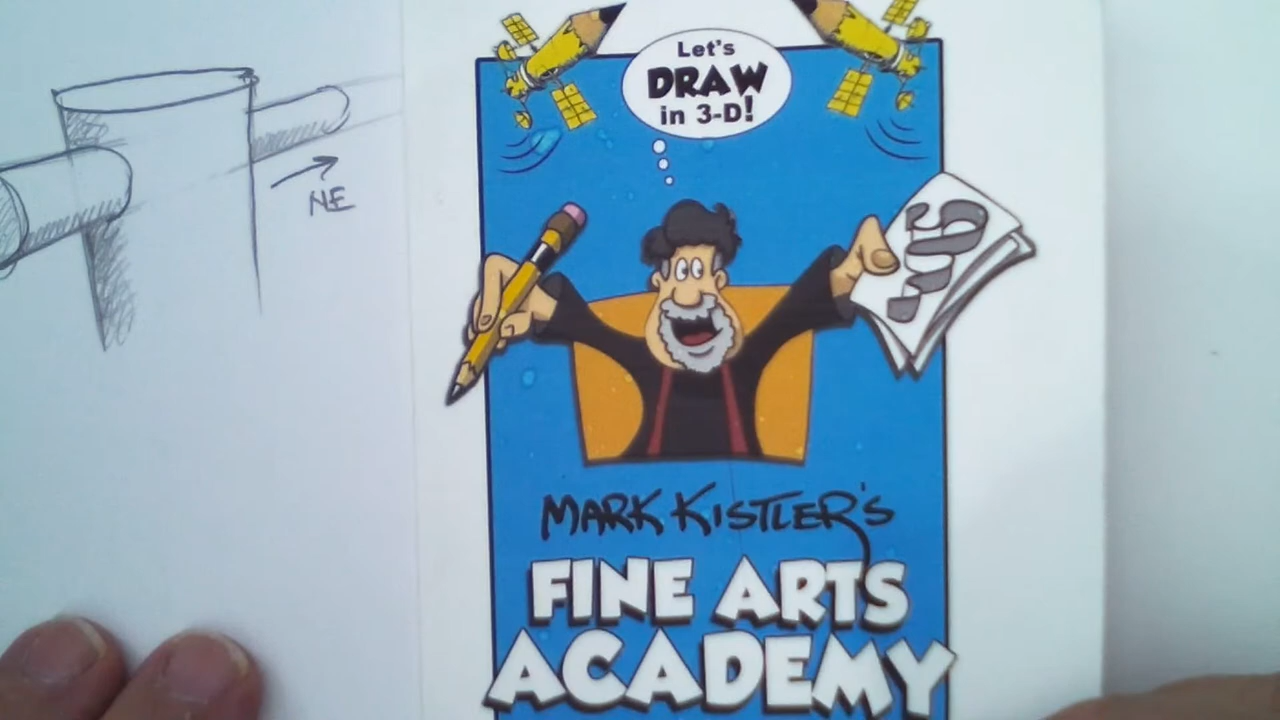 NE
Let's
DRAW
in 3-D!
MARK KISTLER'S
FINE ARTS
ACADEMY